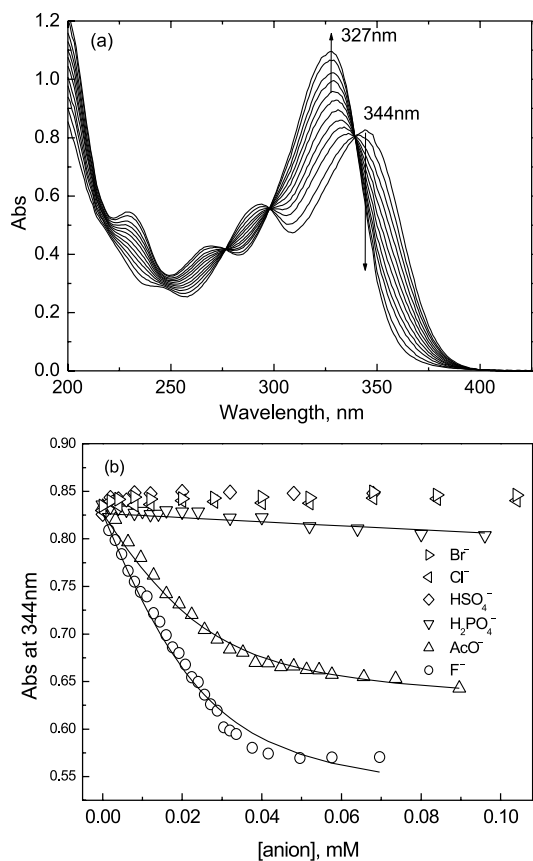 (a)
327nm
344nm
1.2
1.0
0.8
0.6
0.4
0.2
0.0
Abs
200
250
300
350
400
Wavelength, nm
(b)
0.90
0.85
0.80
0.75
0.70
0.65
0.60
0.55
Abs at 344nm
Br⁻
Cl⁻
HSO₄⁻
H₂PO₄⁻
AcO⁻
F⁻
0.00
0.02
0.04
0.06
0.08
0.10
[anion], mM